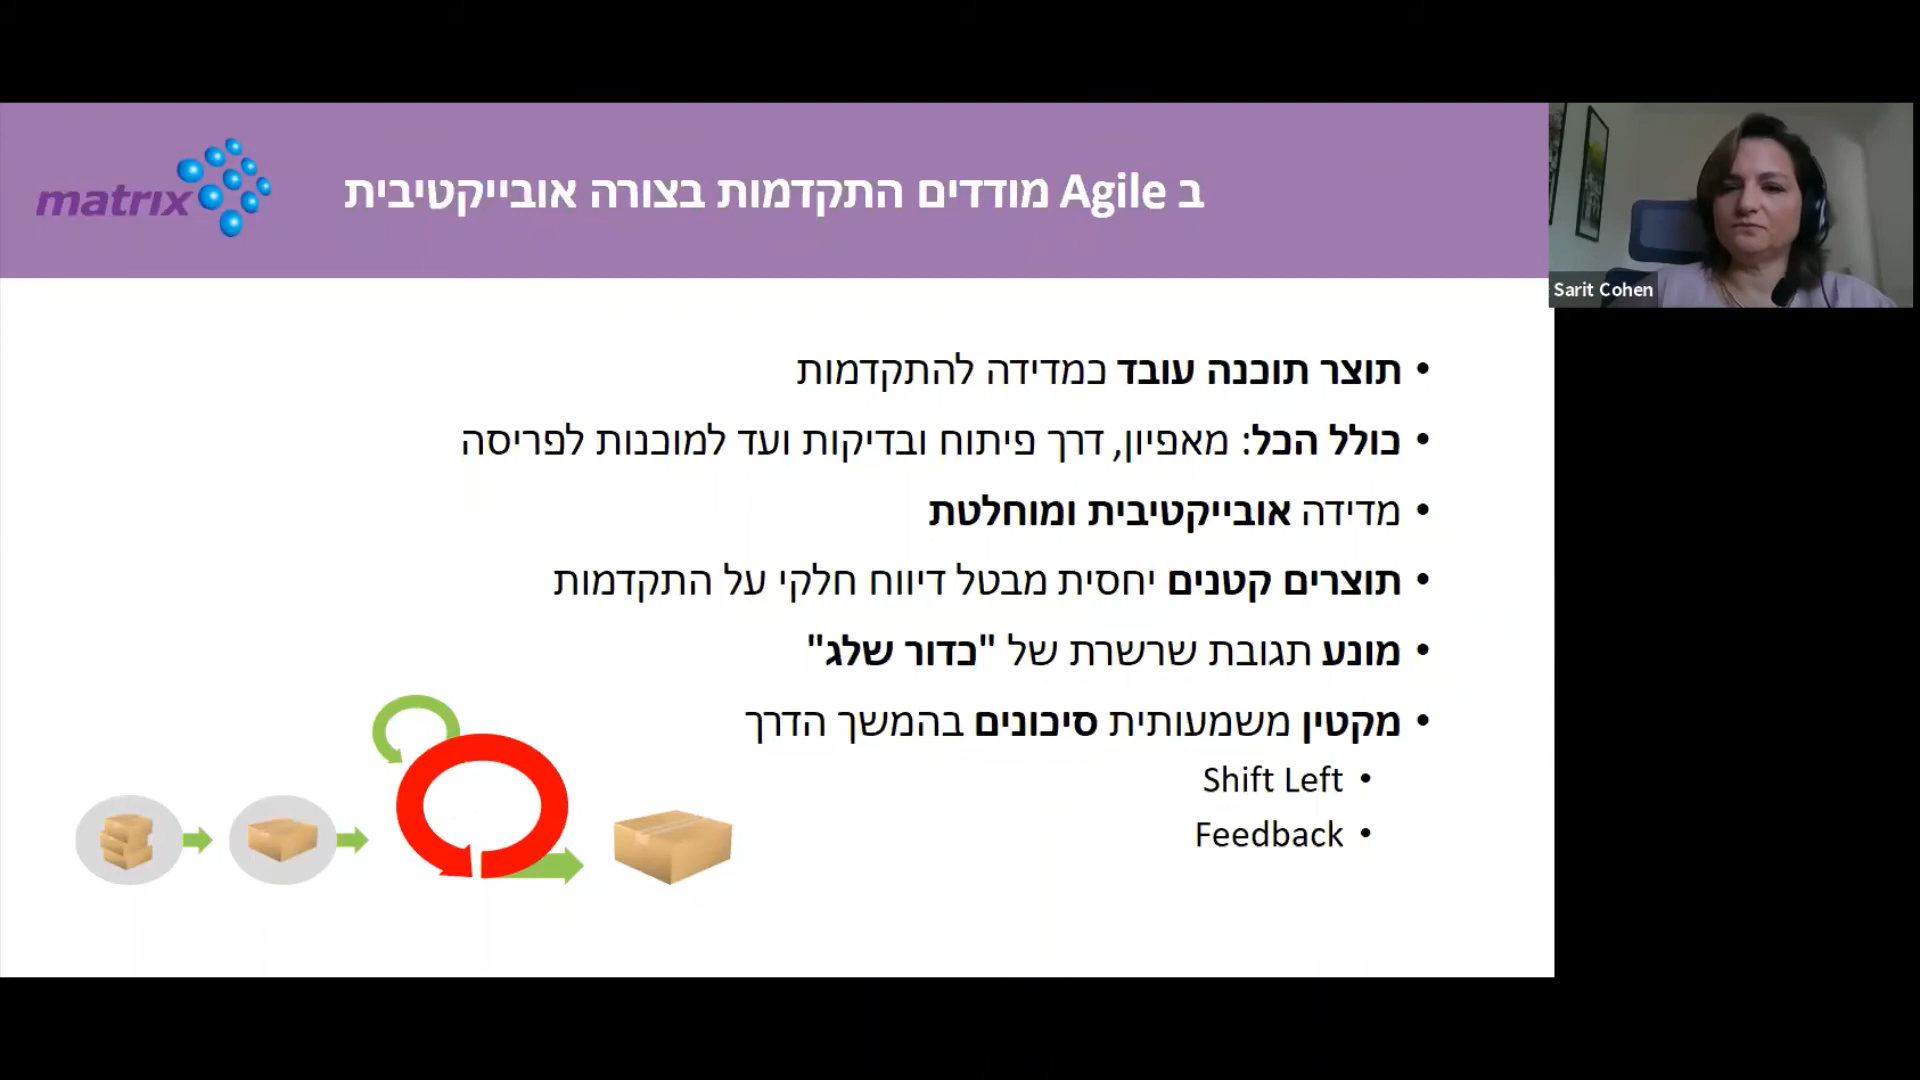 matrix
ב Agile מודדים התקדמות בצורה אובייקטיבית
Sarit Cohen
• תוצר תוכנה עובד כמדידה להתקדמות
• כולל הכל: מאפיון, דרך פיתוח ובדיקות ועד למוכנות לפריסה
• מדידה אובייקטיבית ומוחלטת
• תוצרים קטנים יחסית מבטל דיווח חלקי על התקדמות
• מונע תגובת שרשרת של "כדור שלג"
• מקטין משמעותית סיכונים בהמשך הדרך
• Shift Left
• Feedback